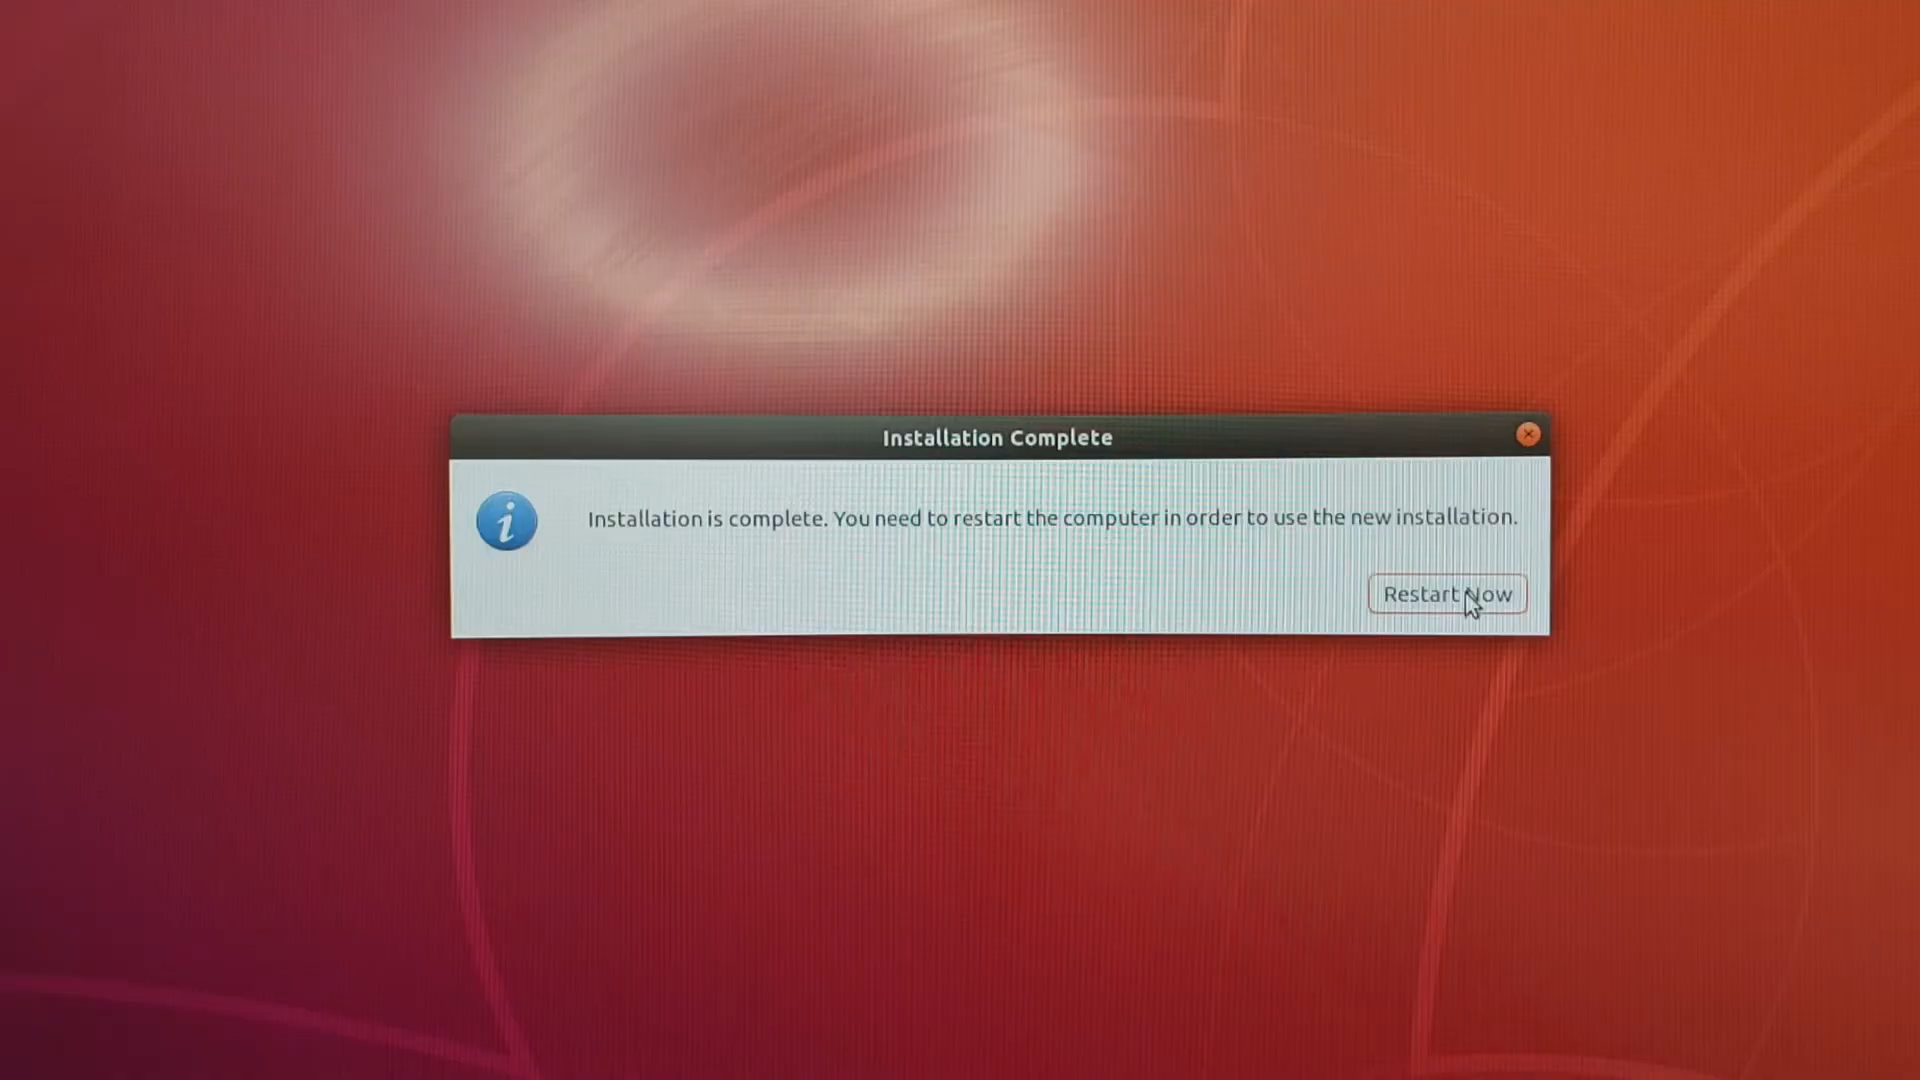 Installation Complete
Installation is complete. You need to restart the computer in order to use the new installation.
Restart Now